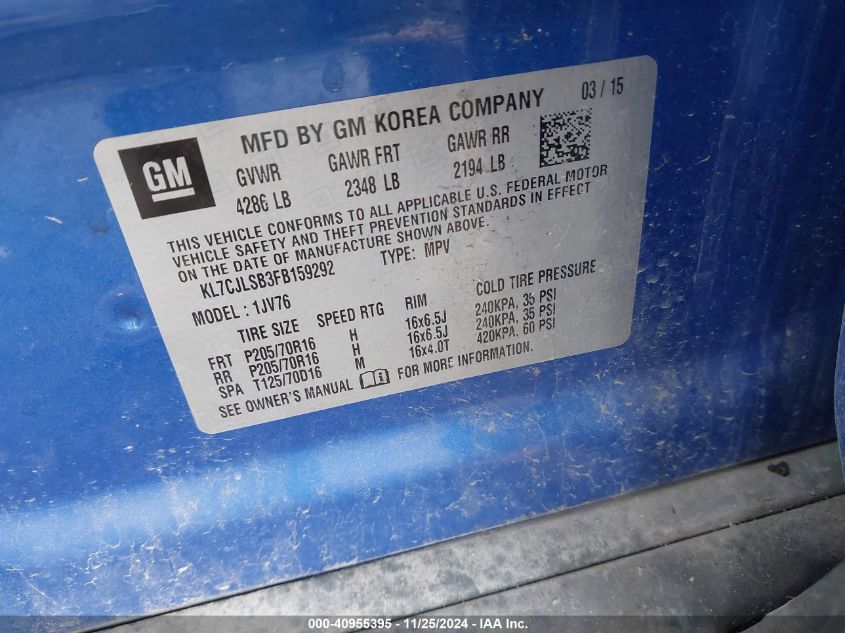 GM
MFD BY GM KOREA COMPANY 03 / 15
GVWR GAWR FRT GAWR RR
4286 LB 2348 LB 2194 LB
THIS VEHICLE CONFORMS TO ALL APPLICABLE U.S. FEDERAL MOTOR
VEHICLE SAFETY AND THEFT PREVENTION STANDARDS IN EFFECT
ON THE DATE OF MANUFACTURE SHOWN ABOVE.
KL7CJLSB3FB159292 TYPE: MPV
MODEL : 1JV76
TIRE SIZE SPEED RTG RIM COLD TIRE PRESSURE
FRT P205/70R16 H 16x6.5J 240KPA, 35 PSI
RR P205/70R16 H 16x6.5J 240KPA, 35 PSI
SPA T125/70D16 M 16x4.0T 420KPA, 60 PSI
SEE OWNER'S MANUAL FOR MORE INFORMATION.
000-40955395 - 11/25/2024 - IAA Inc.